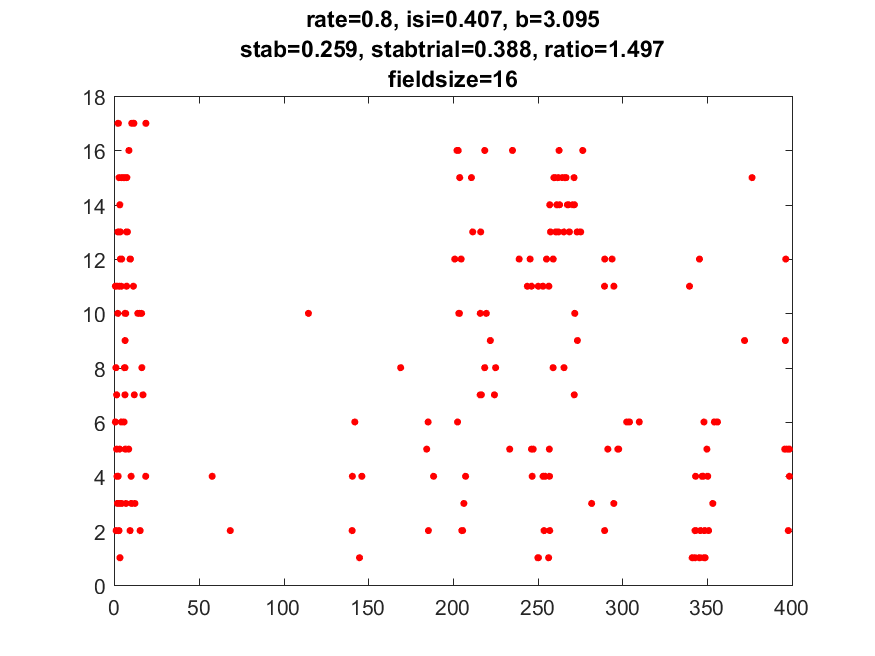 rate=0.8, isi=0.407, b=3.095
stab=0.259, stabtrial=0.388, ratio=1.497
fieldsize=16
18
16
14
12
10
8
6
4
2
0
0 50 100 150 200 250 300 350 400